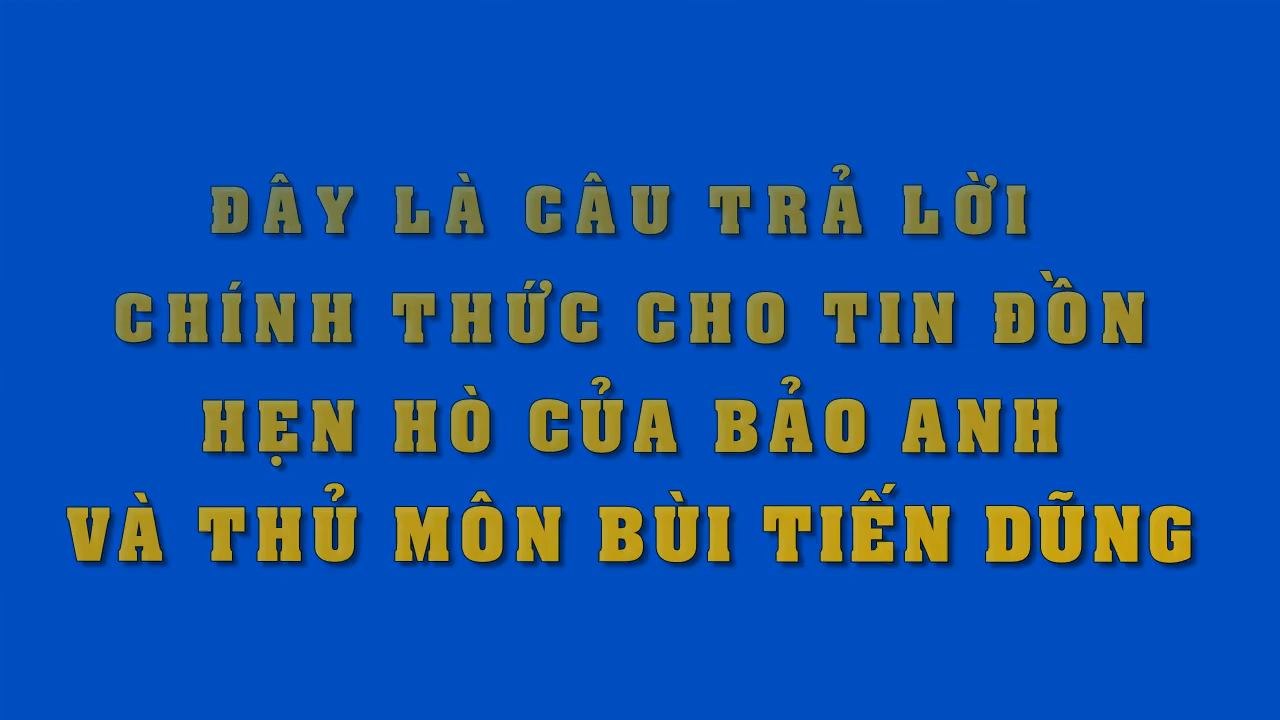 ĐÂY LÀ CÂU TRẢ LỜI
CHÍNH THỨC CHO TIN ĐỒN
HẸN HÒ CỦA BẢO ANH
VÀ THỦ MÔN BÙI TIẾN DŨNG